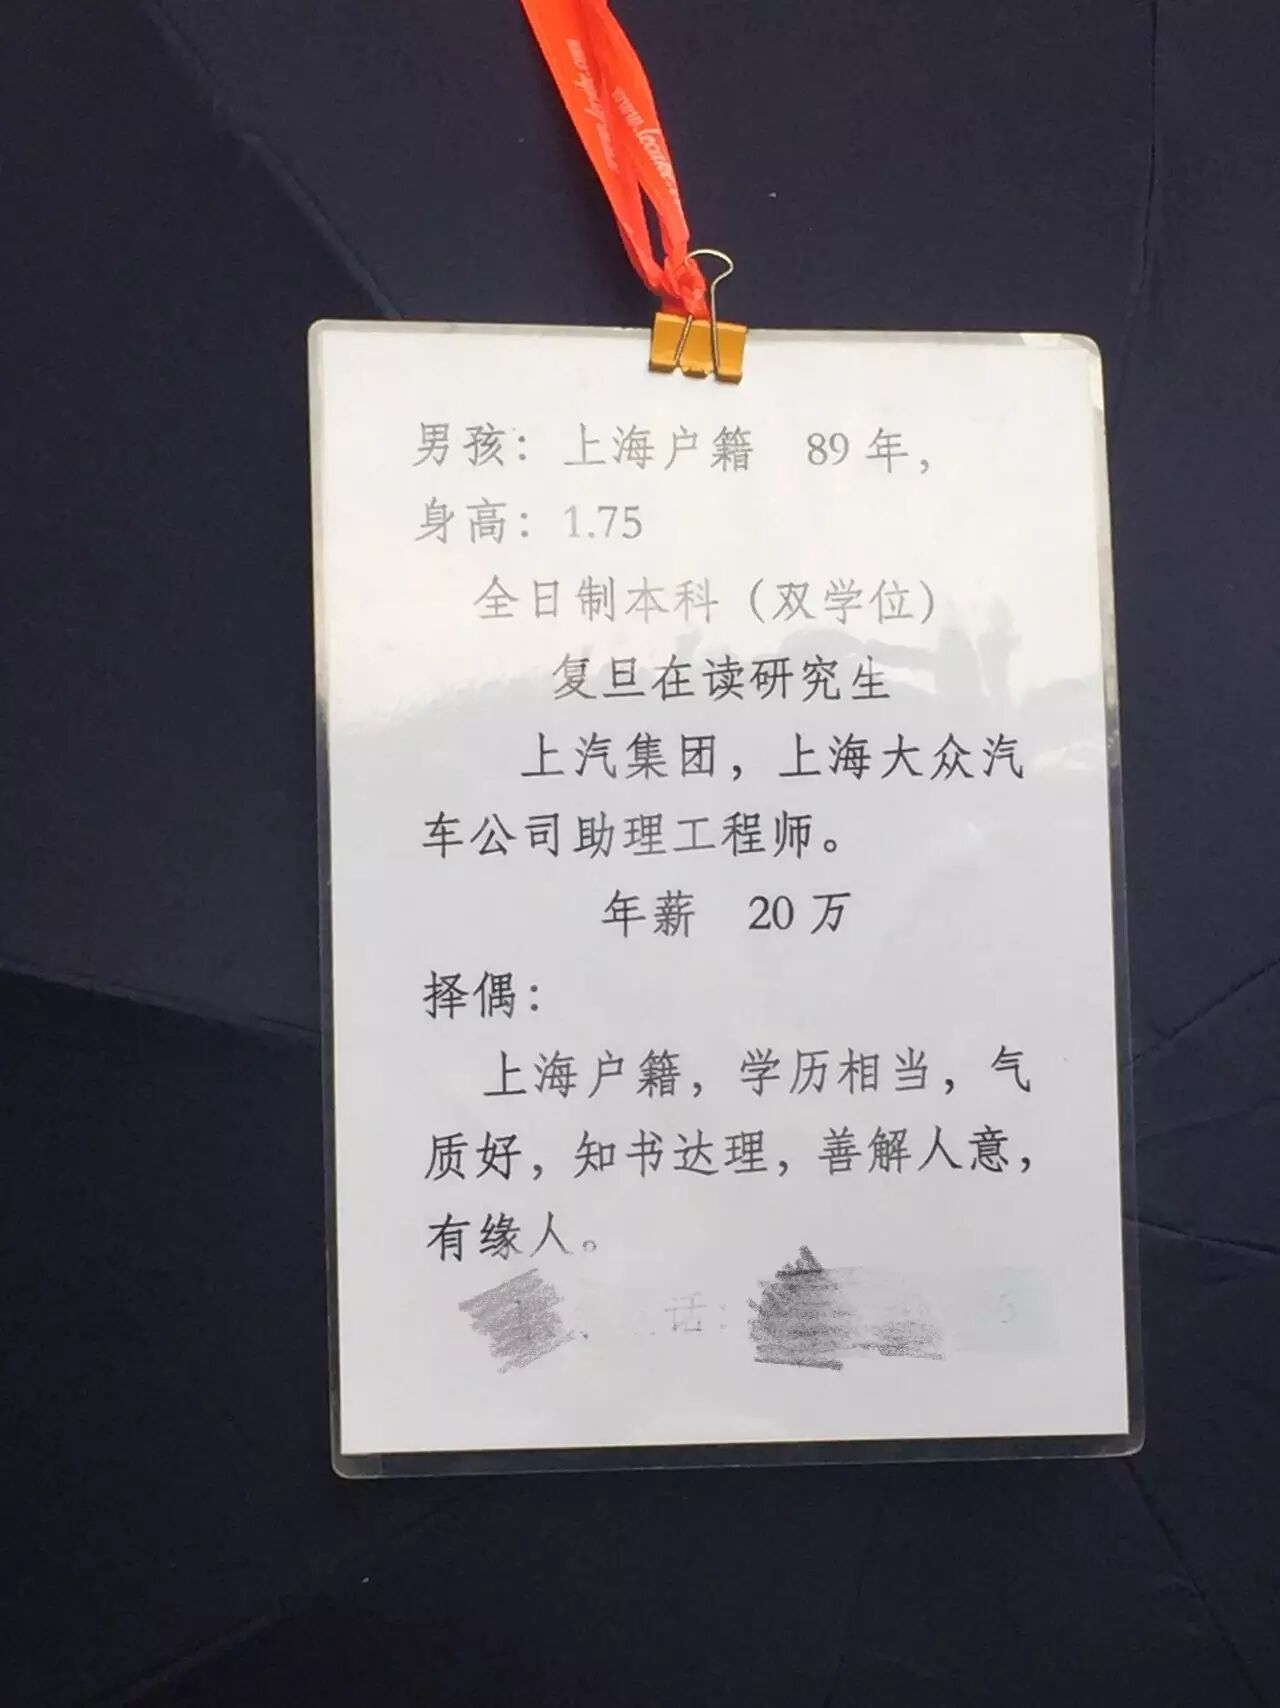 男孩：上海户籍 89年，
身高：1.75
全日制本科（双学位）
复旦在读研究生
上汽集团，上海大众汽
车公司助理工程师。
年薪 20万
择偶：
上海户籍，学历相当，气
质好，知书达理，善解人意，
有缘人。
话：